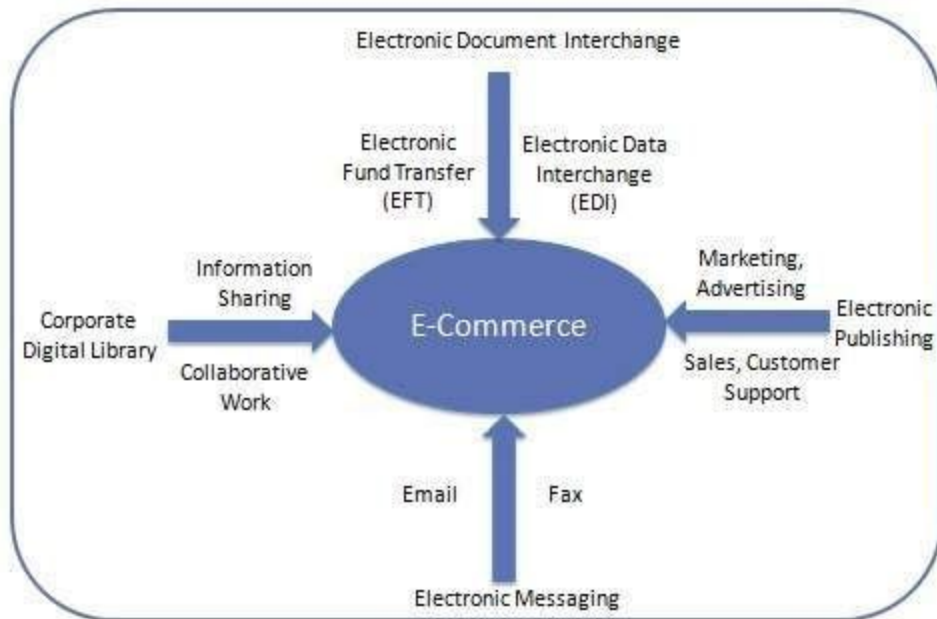 Electronic Document Interchange
Electronic
Fund Transfer
(EFT)
Electronic Data
Interchange
(EDI)
Information
Sharing
Marketing,
Advertising
Corporate
Digital Library
E-Commerce
Electronic
Publishing
Collaborative
Work
Sales, Customer
Support
Email
Fax
Electronic Messaging